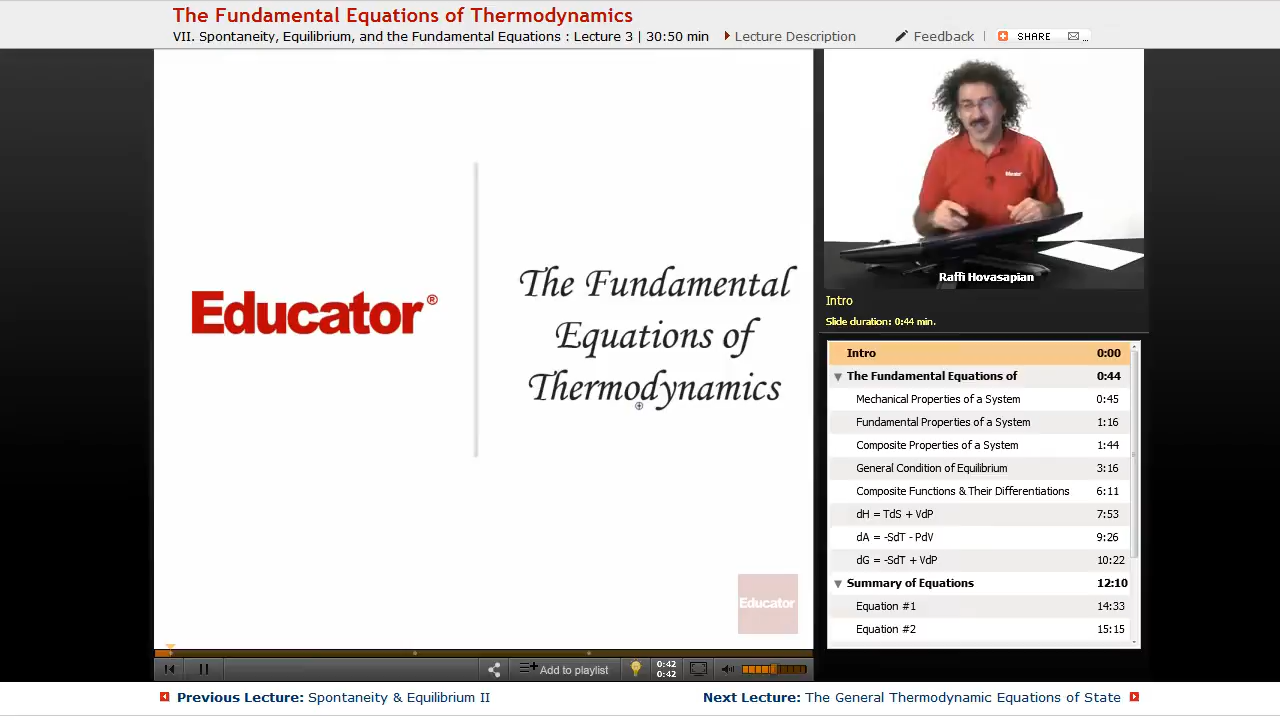 The Fundamental Equations of Thermodynamics
VII. Spontaneity, Equilibrium, and the Fundamental Equations : Lecture 3 | 30:50 min
Lecture Description
Feedback
SHARE
Educator®
The Fundamental
Equations of
Thermodynamics
Educator
Educator
Raffi Hovasapian
Intro
Slide duration: 0:44 min.
Intro 0:00
The Fundamental Equations of 0:44
Mechanical Properties of a System 0:45
Fundamental Properties of a System 1:16
Composite Properties of a System 1:44
General Condition of Equilibrium 3:16
Composite Functions & Their Differentiations 6:11
dH = TdS + VdP 7:53
dA = -SdT - PdV 9:26
dG = -SdT + VdP 10:22
Summary of Equations 12:10
Equation #1 14:33
Equation #2 15:15
Add to playlist
0:42
0:42
Previous Lecture: Spontaneity & Equilibrium II
Next Lecture: The General Thermodynamic Equations of State